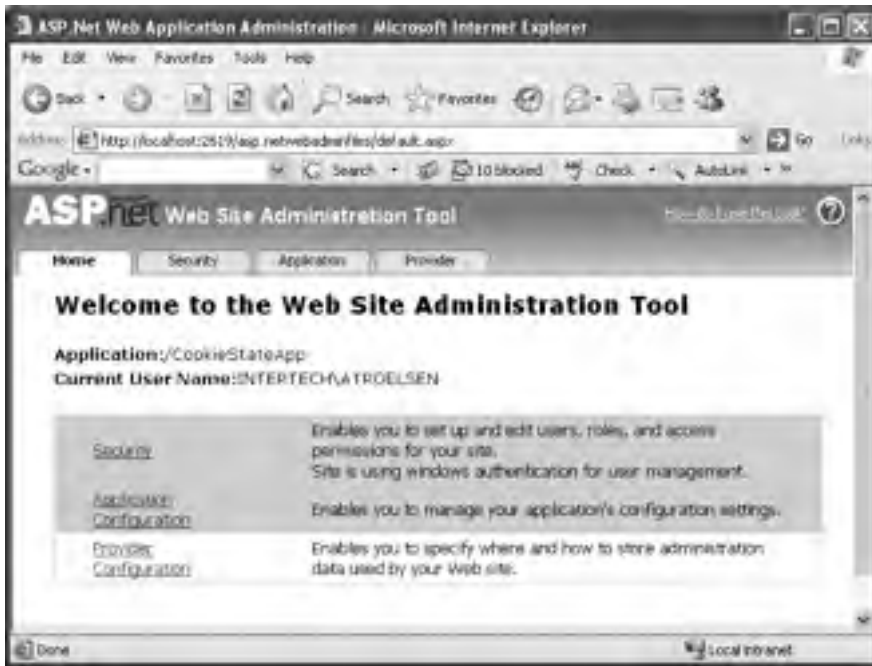 ASP.Net Web Application Administration - Microsoft Internet Explorer
File Edit View Favorites Tools Help
Back Search Favorites
Address http://localhost:2819/asp.netwebadminfiles/default.aspx Go Links
Google Search 10 blocked Check AutoLink
ASP.net Web Site Administration Tool
Home Security Application Provider
Welcome to the Web Site Administration Tool
Application:/CookieStateApp
Current User Name:INTERTECH\ATROELSEN
Security
Enables you to set up and edit users, roles, and access
permissions for your site.
Site is using windows authentication for user management.
Application
Configuration
Enables you to manage your application's configuration settings.
Provider
Configuration
Enables you to specify where and how to store administration
data used by your Web site.
Done Local intranet